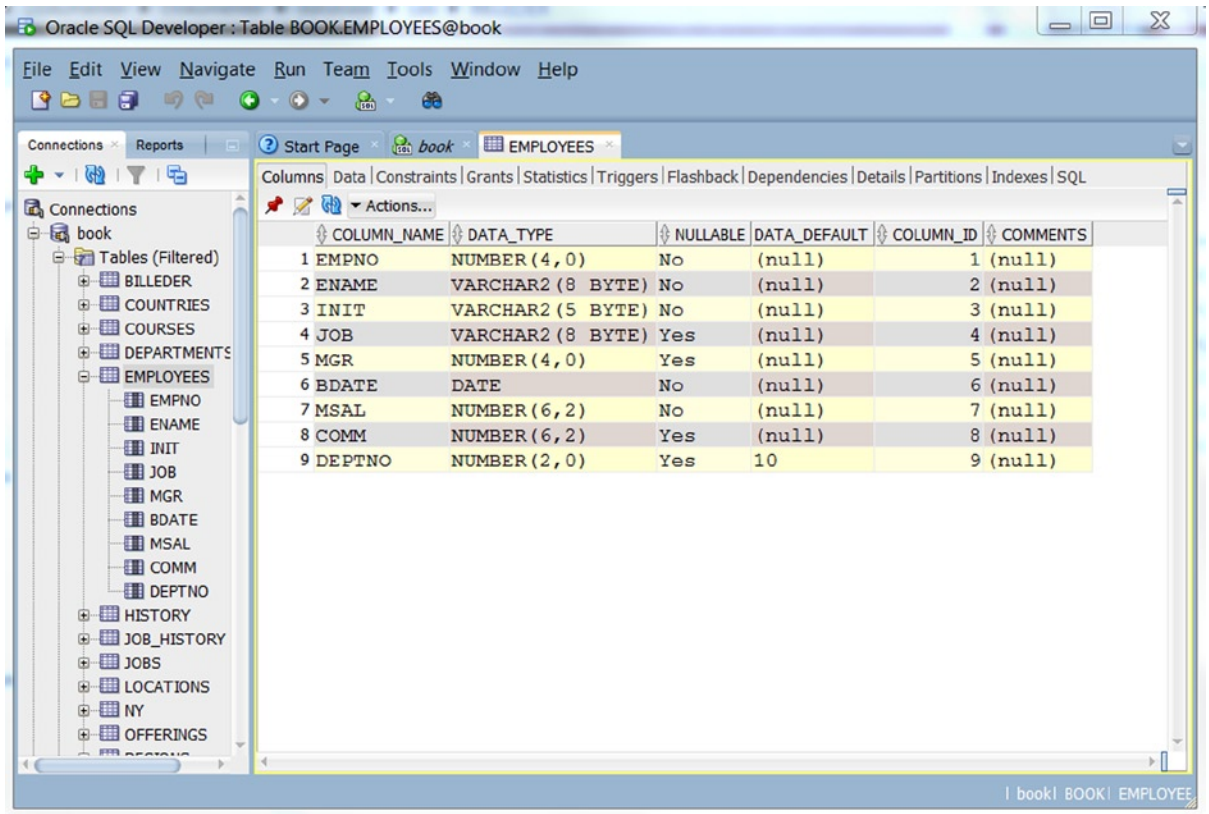 Oracle SQL Developer : Table BOOK.EMPLOYEES@book
File Edit View Navigate Run Team Tools Window Help
Connections Reports
Start Page book EMPLOYEES
Columns Data Constraints Grants Statistics Triggers Flashback Dependencies Details Partitions Indexes SQL
Actions...
Connections
book
Tables (Filtered)
BILLEDER
COUNTRIES
COURSES
DEPARTMENTS
EMPLOYEES
EMPNO
ENAME
INIT
JOB
MGR
BDATE
MSAL
COMM
DEPTNO
HISTORY
JOB_HISTORY
JOBS
LOCATIONS
NY
OFFERINGS
COLUMN_NAME DATA_TYPE NULLABLE DATA_DEFAULT COLUMN_ID COMMENTS
1 EMPNO NUMBER(4,0) No (null) 1 (null)
2 ENAME VARCHAR2(8 BYTE) No (null) 2 (null)
3 INIT VARCHAR2(5 BYTE) No (null) 3 (null)
4 JOB VARCHAR2(8 BYTE) Yes (null) 4 (null)
5 MGR NUMBER(4,0) Yes (null) 5 (null)
6 BDATE DATE No (null) 6 (null)
7 MSAL NUMBER(6,2) No (null) 7 (null)
8 COMM NUMBER(6,2) Yes (null) 8 (null)
9 DEPTNO NUMBER(2,0) Yes 10 9 (null)
| book| BOOK| EMPLOYEE